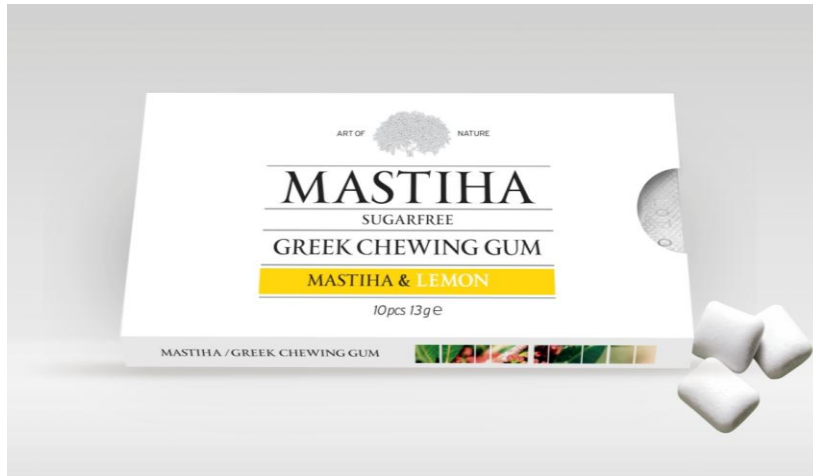 ART OF NATURE
MASTIHA
SUGARFREE
GREEK CHEWING GUM
MASTIHA & LEMON
10pcs 13g e
MASTIHA / GREEK CHEWING GUM